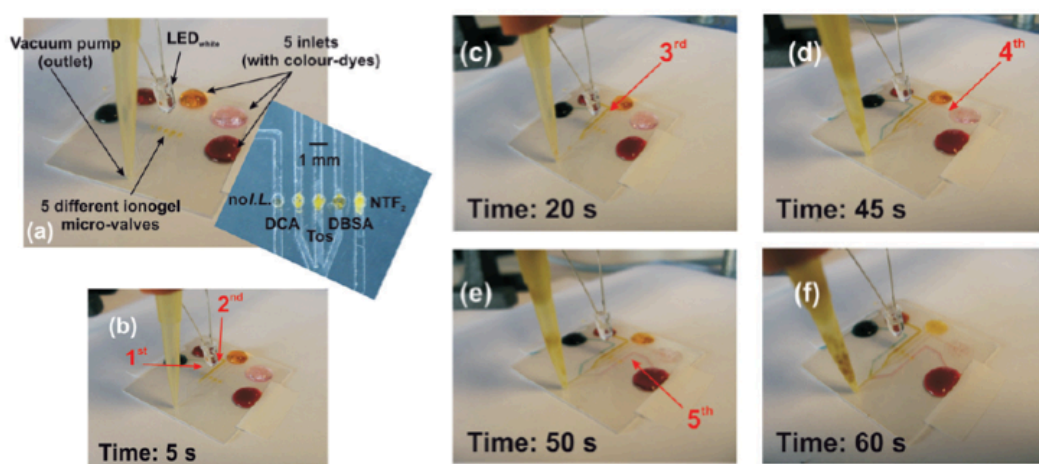 Vacuum pump
(outlet)
LEDwhite
5 inlets
(with colour-dyes)
1 mm
no I.L.
DCA
Tos
DBSA
NTF2
5 different ionogel
micro-valves
(a)
(b)
1st
2nd
Time: 5 s
(c)
3rd
Time: 20 s
(d)
4th
Time: 45 s
(e)
5th
Time: 50 s
(f)
Time: 60 s